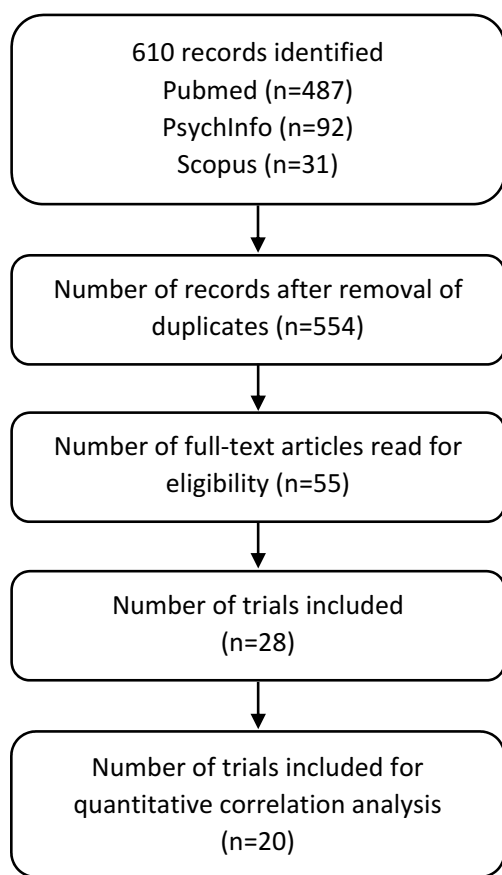 610 records identified
Pubmed (n=487)
PsychInfo (n=92)
Scopus (n=31)
Number of records after removal of
duplicates (n=554)
Number of full-text articles read for
eligibility (n=55)
Number of trials included
(n=28)
Number of trials included for
quantitative correlation analysis
(n=20)